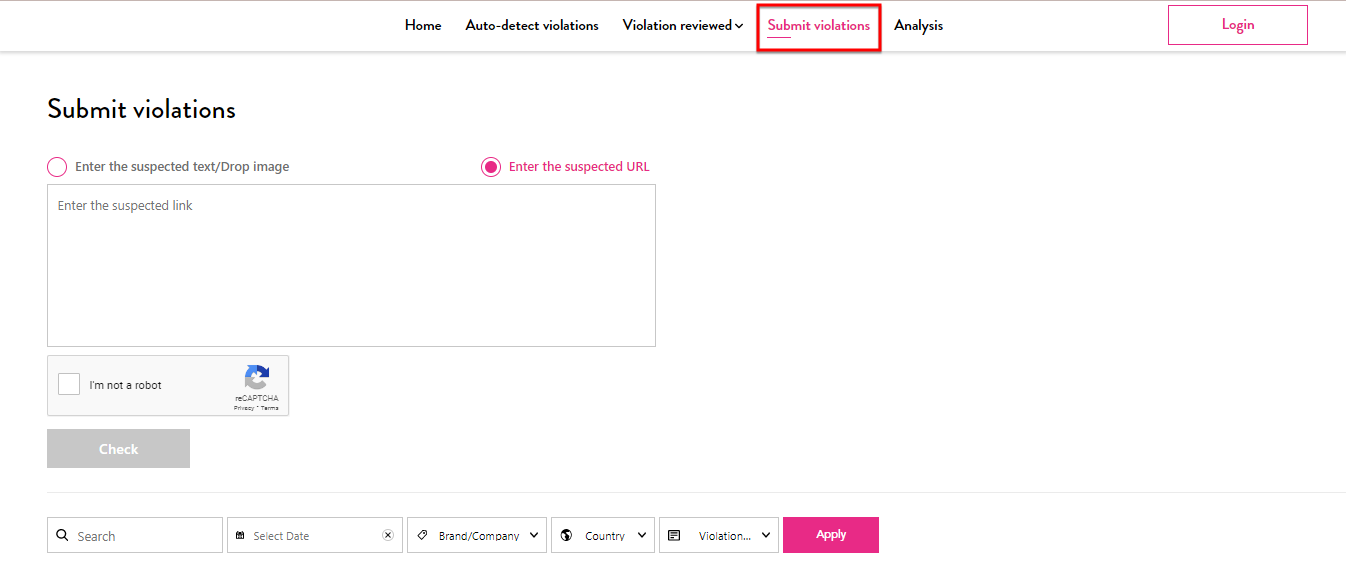 Home Auto-detect violations Violation reviewed Submit violations Analysis Login
Submit violations
Enter the suspected text/Drop image Enter the suspected URL
Enter the suspected link
I'm not a robot
reCAPTCHA
Privacy - Terms
Check
Search Select Date Brand/Company Country Violation... Apply